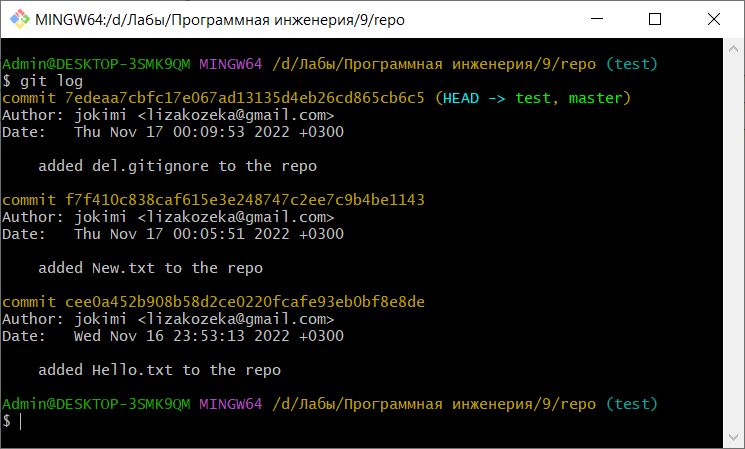 MINGW64:/d/Лабы/Программная инженерия/9/repo
Admin@DESKTOP-3SMK9QM MINGW64 /d/Лабы/Программная инженерия/9/repo (test)
$ git log
commit 7edeaa7cbfc17e067ad13135d4eb26cd865cb6c5 (HEAD -> test, master)
Author: jokimi <lizakozeka@gmail.com>
Date:   Thu Nov 17 00:09:53 2022 +0300
    added del.gitignore to the repo
commit f7f410c838caf615e3e248747c2ee7c9b4be1143
Author: jokimi <lizakozeka@gmail.com>
Date:   Thu Nov 17 00:05:51 2022 +0300
    added New.txt to the repo
commit cee0a452b908b58d2ce0220fcafe93eb0bf8e8de
Author: jokimi <lizakozeka@gmail.com>
Date:   Wed Nov 16 23:53:13 2022 +0300
    added Hello.txt to the repo
Admin@DESKTOP-3SMK9QM MINGW64 /d/Лабы/Программная инженерия/9/repo (test)
$